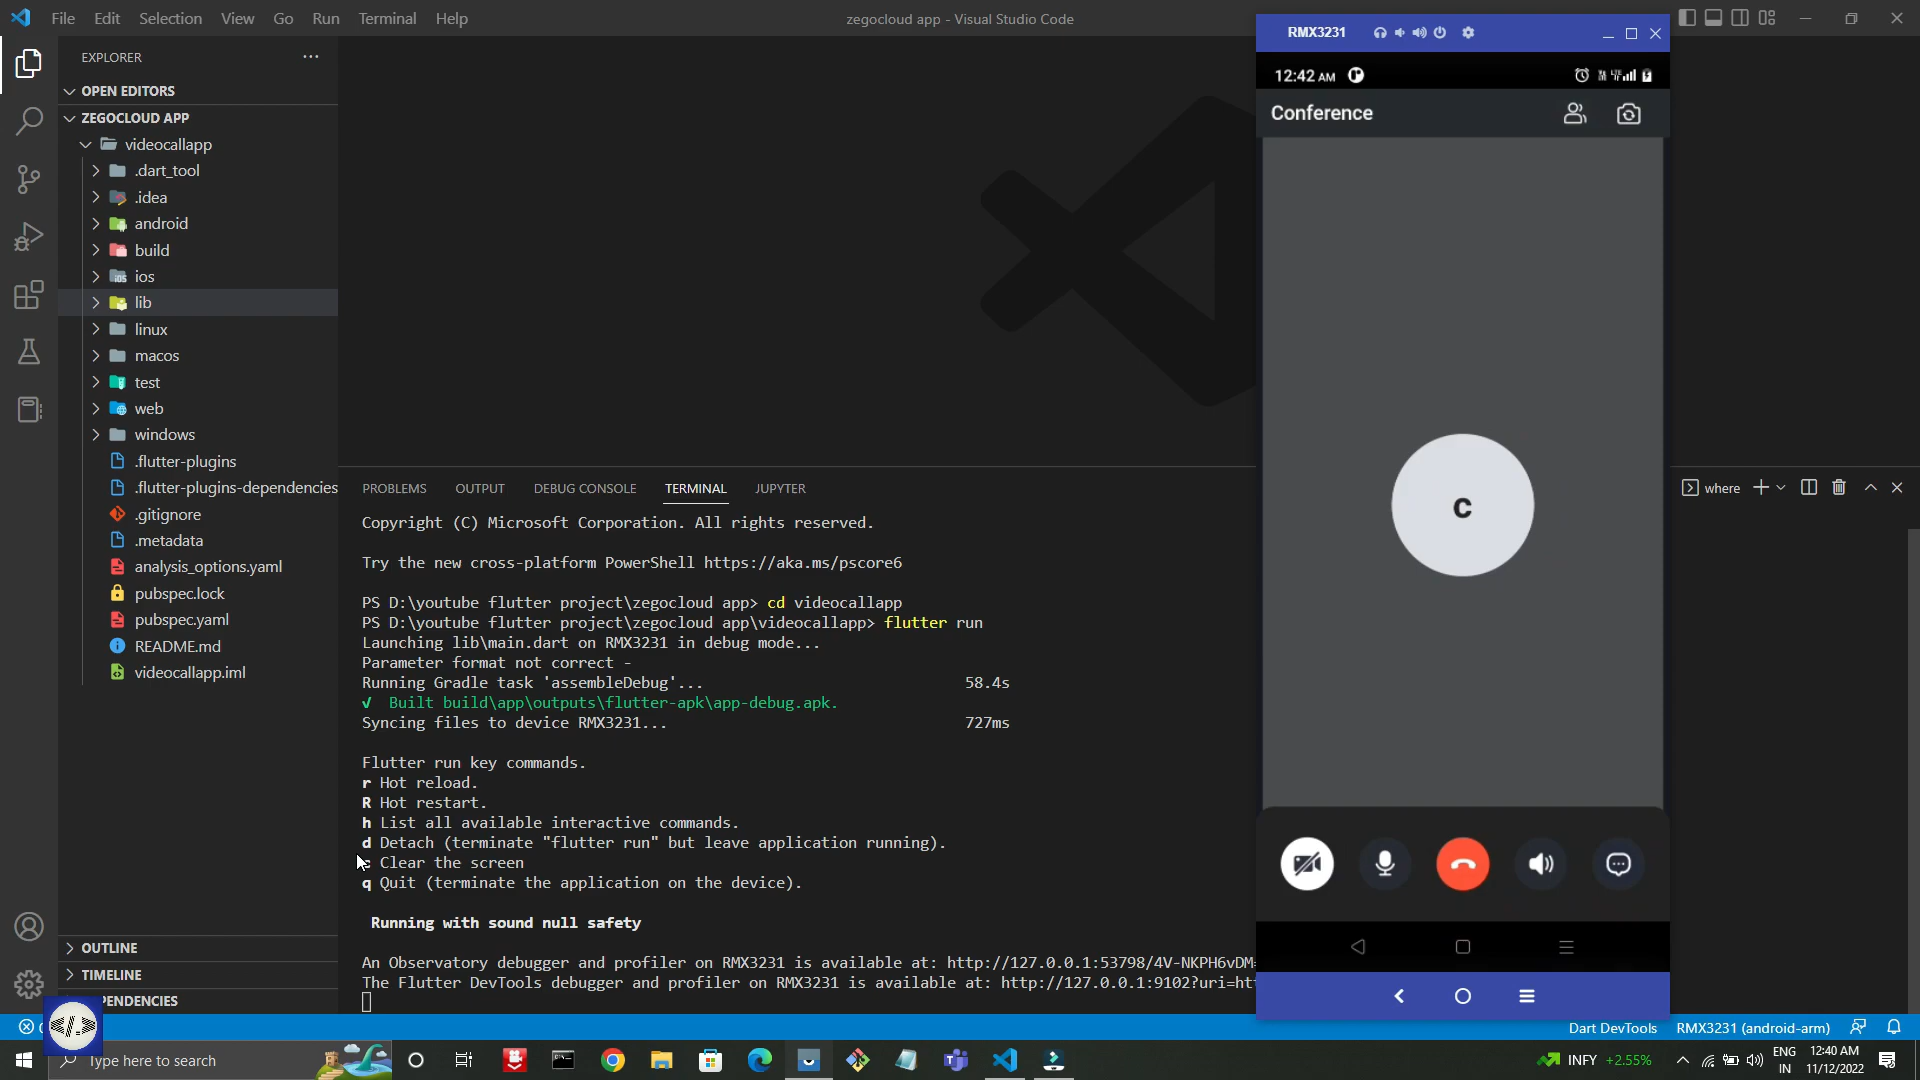 File Edit Selection View Go Run Terminal Help
zegocloud app - Visual Studio Code
EXPLORER
OPEN EDITORS
ZEGOCLOUD APP
videocallapp
.dart_tool
.idea
android
build
ios
lib
linux
macos
test
web
windows
.flutter-plugins
.flutter-plugins-dependencies
.gitignore
.metadata
analysis_options.yaml
pubspec.lock
pubspec.yaml
README.md
videocallapp.iml
OUTLINE
TIMELINE
PENDENCIES
PROBLEMS OUTPUT DEBUG CONSOLE TERMINAL JUPYTER
where
Copyright (C) Microsoft Corporation. All rights reserved.
Try the new cross-platform PowerShell https://aka.ms/pscore6
PS D:\youtube flutter project\zegocloud app> cd videocallapp
PS D:\youtube flutter project\zegocloud app\videocallapp> flutter run
Launching lib\main.dart on RMX3231 in debug mode...
Parameter format not correct -
Running Gradle task 'assembleDebug'... 58.4s
√ Built build\app\outputs\flutter-apk\app-debug.apk.
Syncing files to device RMX3231... 727ms
Flutter run key commands.
r Hot reload.
R Hot restart.
h List all available interactive commands.
d Detach (terminate "flutter run" but leave application running).
c Clear the screen
q Quit (terminate the application on the device).
Running with sound null safety
An Observatory debugger and profiler on RMX3231 is available at: http://127.0.0.1:53798/4V-NKPH6vDM=
The Flutter DevTools debugger and profiler on RMX3231 is available at: http://127.0.0.1:9102?uri=ht
RMX3231
12:42 AM
Conference
c
Dart DevTools RMX3231 (android-arm)
</.>
Type here to search
INFY +2.55%
ENG
IN
12:40 AM
11/12/2022